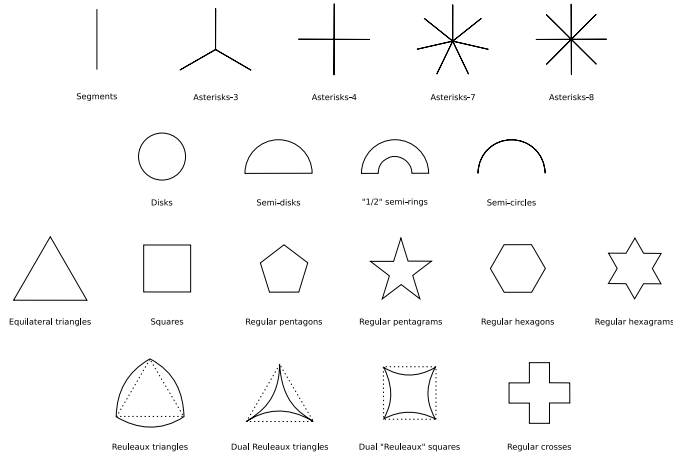 Segments
Asterisks-3
Asterisks-4
Asterisks-7
Asterisks-8
Disks
Semi-disks
"1/2" semi-rings
Semi-circles
Equilateral triangles
Squares
Regular pentagons
Regular pentagrams
Regular hexagons
Regular hexagrams
Reuleaux triangles
Dual Reuleaux triangles
Dual "Reuleaux" squares
Regular crosses